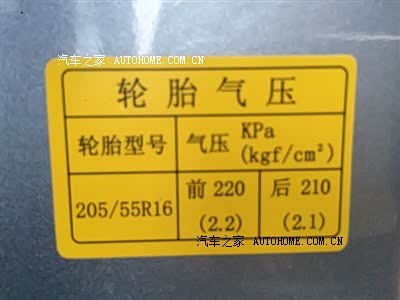 汽车之家 AUTOHOME.COM.CN
轮胎气压
轮胎型号 气压 KPa (kgf/cm²)
205/55R16 前 220 (2.2) 后 210 (2.1)
汽车之家 AUTOHOME.COM.CN